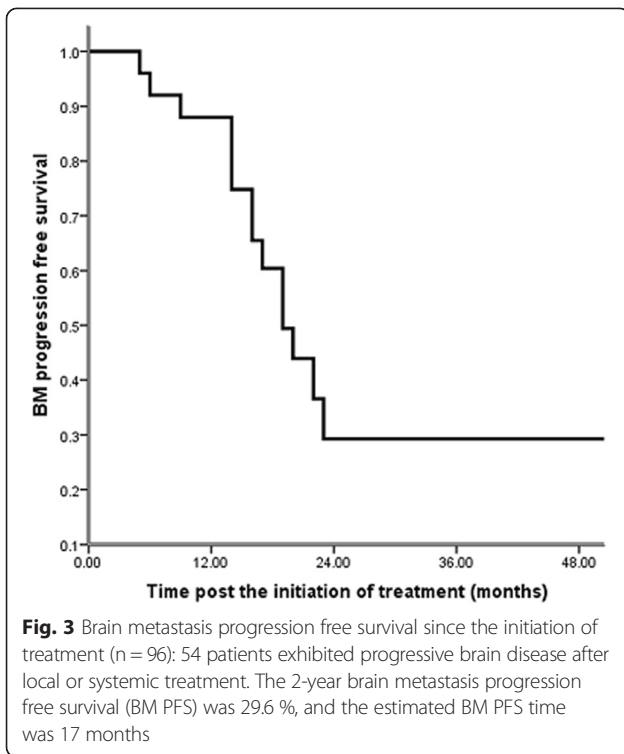 1.0
0.9
0.8
0.7
0.6
0.5
0.4
0.3
0.2
0.1
BM progression free survival
0.00 12.00 24.00 36.00 48.00
Time post the initiation of treatment (months)
Fig. 3 Brain metastasis progression free survival since the initiation of
treatment (n = 96): 54 patients exhibited progressive brain disease after
local or systemic treatment. The 2-year brain metastasis progression
free survival (BM PFS) was 29.6 %, and the estimated BM PFS time
was 17 months